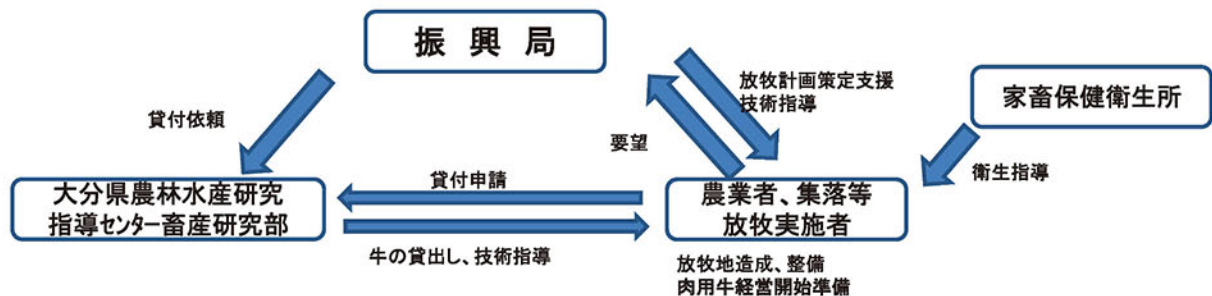 振 興 局
放牧計画策定支援
技術指導
家畜保健衛生所
貸付依頼
要望
衛生指導
大分県農林水産研究
指導センター畜産研究部
貸付申請
農業者、集落等
放牧実施者
牛の貸出し、技術指導
放牧地造成、整備
肉用牛経営開始準備